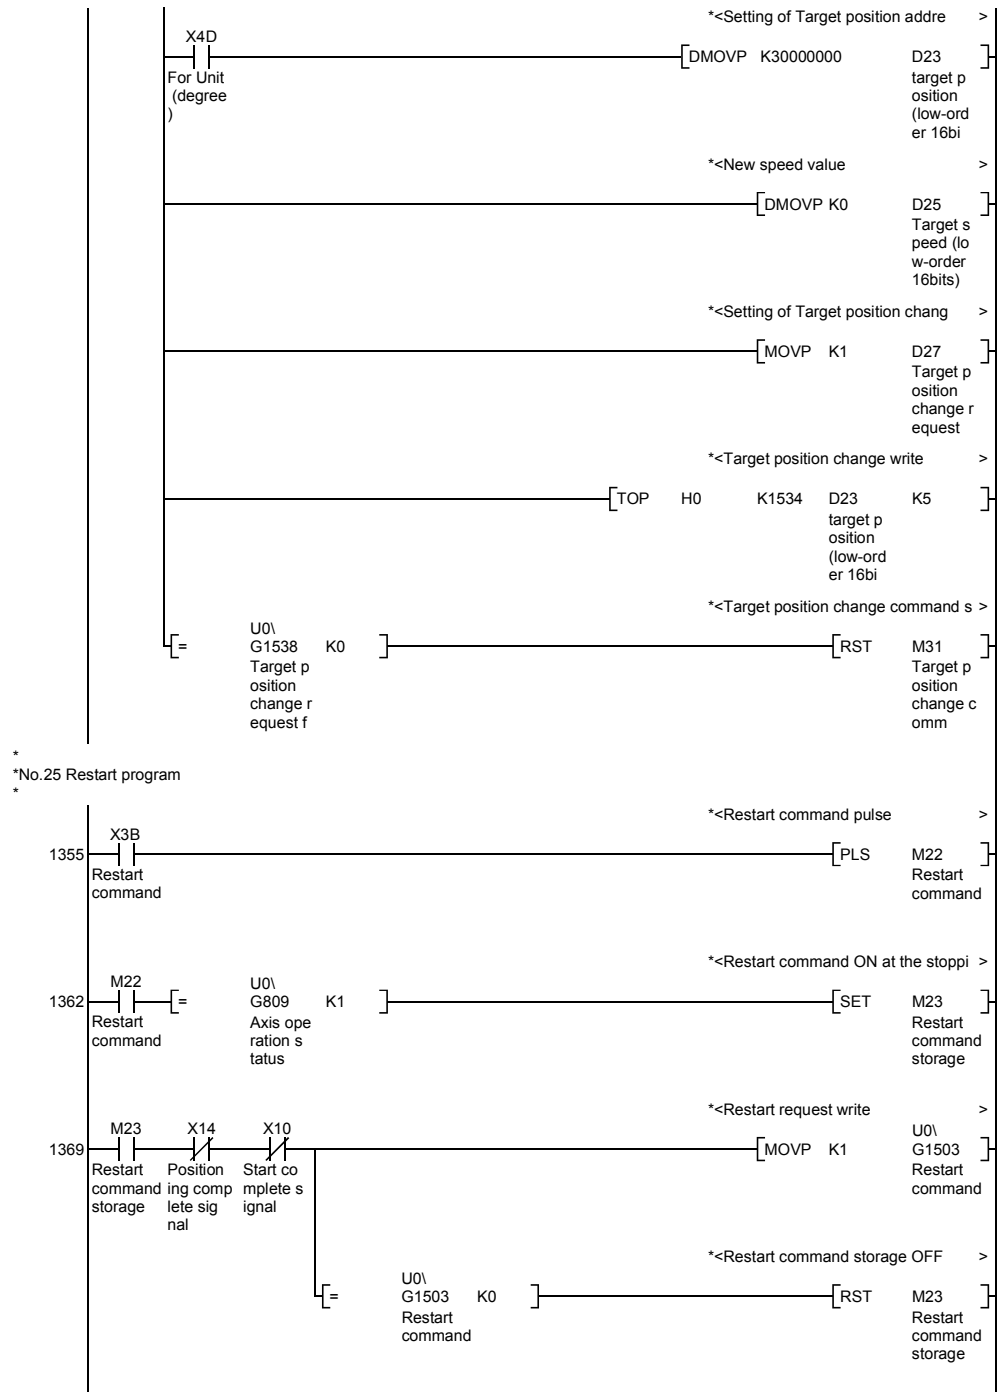 *<Setting of Target position addre >
X4D
DMOVP K30000000 D23
For Unit
(degree
)
target p
osition
(low-ord
er 16bi
*<New speed value >
DMOVP K0 D25
Target s
peed (lo
w-order
16bits)
*<Setting of Target position chang >
MOVP K1 D27
Target p
osition
change r
equest
*<Target position change write >
TOP H0 K1534 D23 K5
target p
osition
(low-ord
er 16bi
*<Target position change command s >
= U0\
G1538 K0
Target p
osition
change r
equest f
RST M31
Target p
osition
change c
omm
*
*No.25 Restart program
*
*<Restart command pulse >
X3B
1355
Restart
command
PLS M22
Restart
command
*<Restart command ON at the stoppi >
M22
1362
Restart
command
= U0\
G809 K1
Axis ope
ration s
tatus
SET M23
Restart
command
storage
*<Restart request write >
M23 X14 X10
1369
Restart
command
storage
Position
ing comp
lete sig
nal
Start co
mplete s
ignal
MOVP K1 U0\
G1503
Restart
command
*<Restart command storage OFF >
= U0\
G1503 K0
Restart
command
RST M23
Restart
command
storage